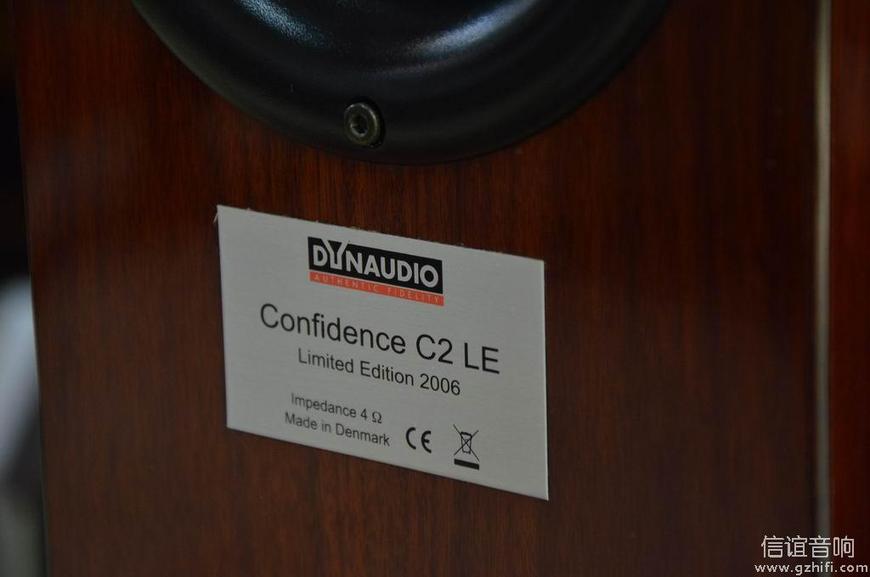 DYNAUDIO
AUTHENTIC FIDELITY
Confidence C2 LE
Limited Edition 2006
Impedance 4 Ω
Made in Denmark
CE
信谊音响
www.gzhifi.com